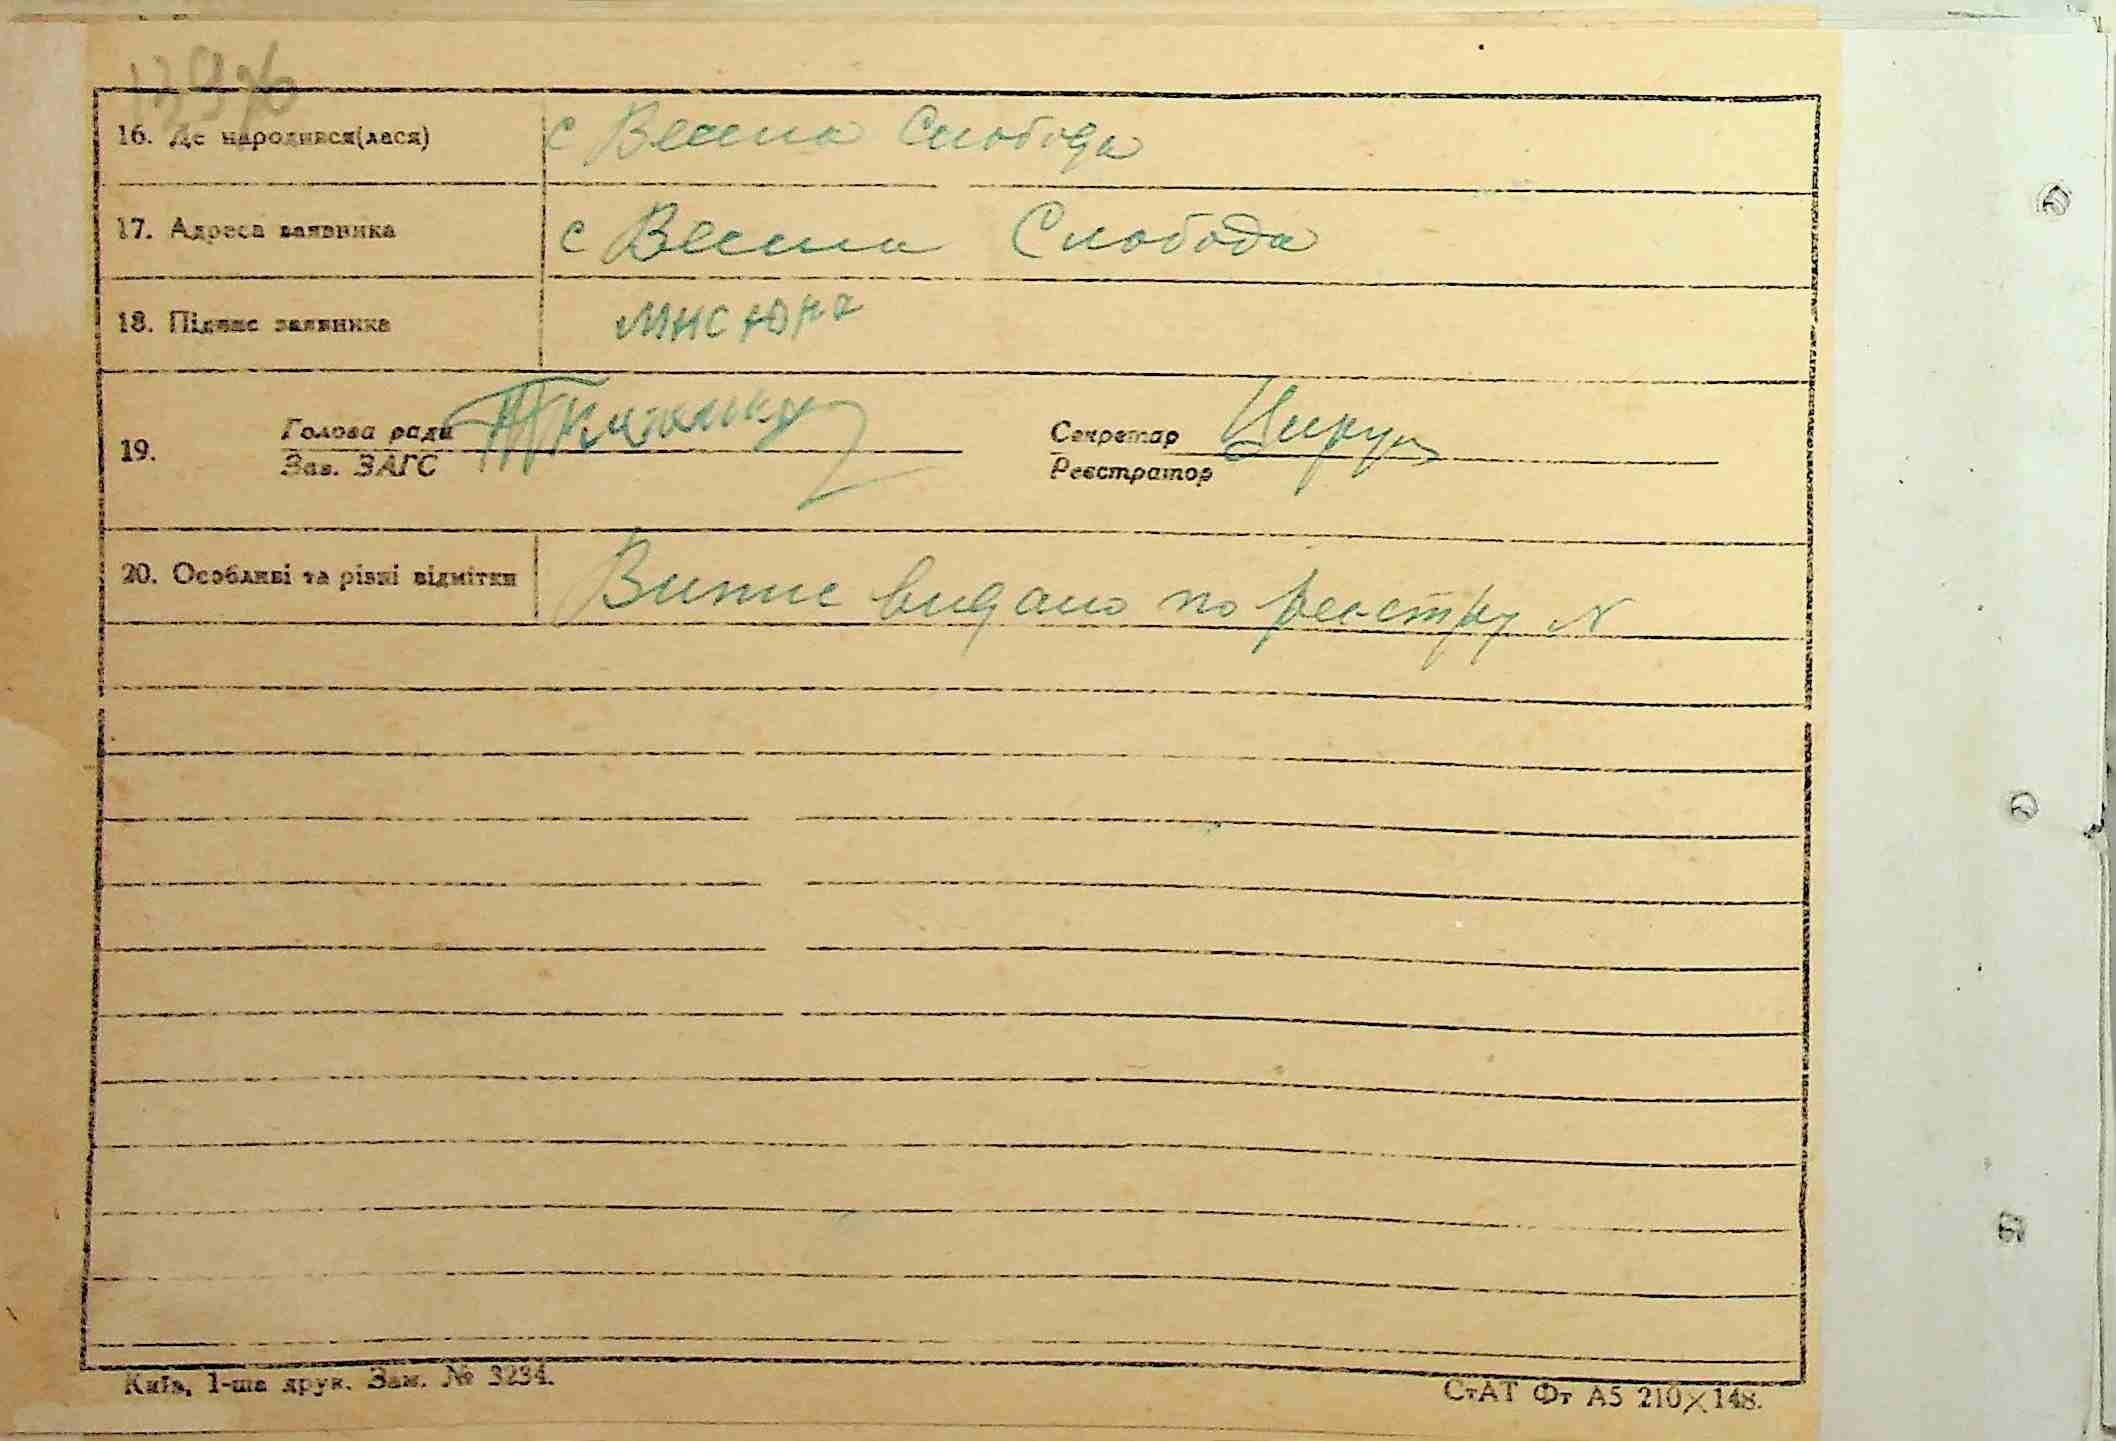 16. Де народився(лася) с Весела Слобода
17. Адреса заявника с Весела Слобода
18. Підпис заявника Мисюна
19. Голова ради Секретар
Зав. ЗАГС Реєстратор
20. Особливі та різні відмітки Випис видано по реєстру N
Київ, 1-ша друк. Зам. № 3234. СтАТ Фт А5 210×148.